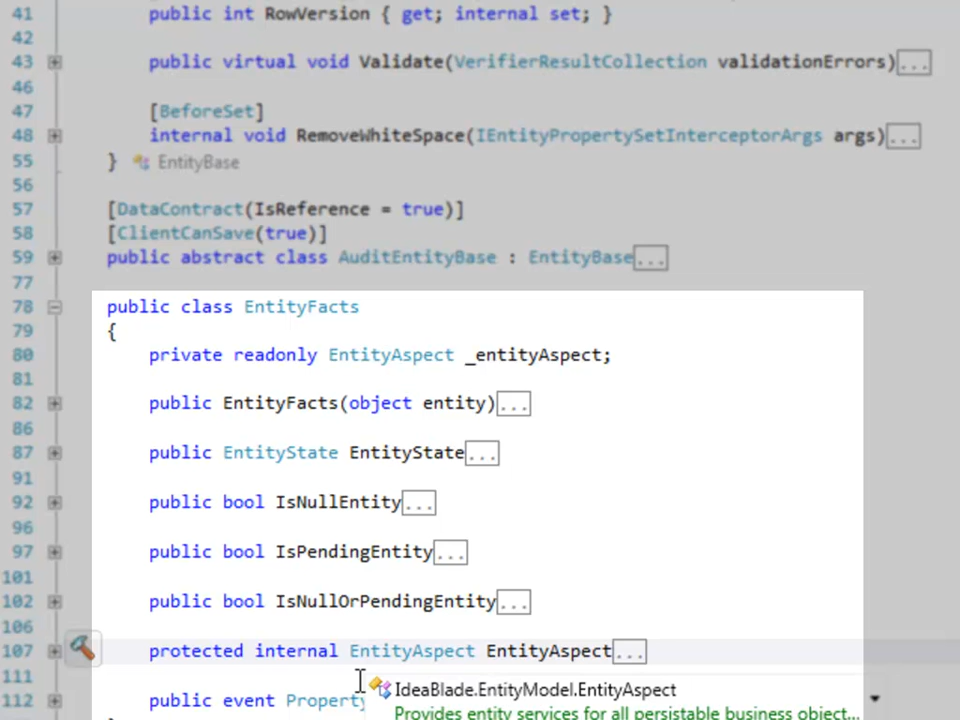 41 public int RowVersion { get; internal set; }
42
43 public virtual void Validate(VerifierResultCollection validationErrors)...
46
47 [BeforeSet]
48 internal void RemoveWhiteSpace(IEntityPropertySetInterceptorArgs args)...
55 } EntityBase
56
57 [DataContract(IsReference = true)]
58 [ClientCanSave(true)]
59 public abstract class AuditEntityBase : EntityBase...
77
78 public class EntityFacts
79 {
80 private readonly EntityAspect _entityAspect;
81
82 public EntityFacts(object entity)...
86
87 public EntityState EntityState...
91
92 public bool IsNullEntity...
96
97 public bool IsPendingEntity...
101
102 public bool IsNullOrPendingEntity...
106
107 protected internal EntityAspect EntityAspect...
111 IdeaBlade.EntityModel.EntityAspect
112 public event Property
Provides entity services for all persistable business object...